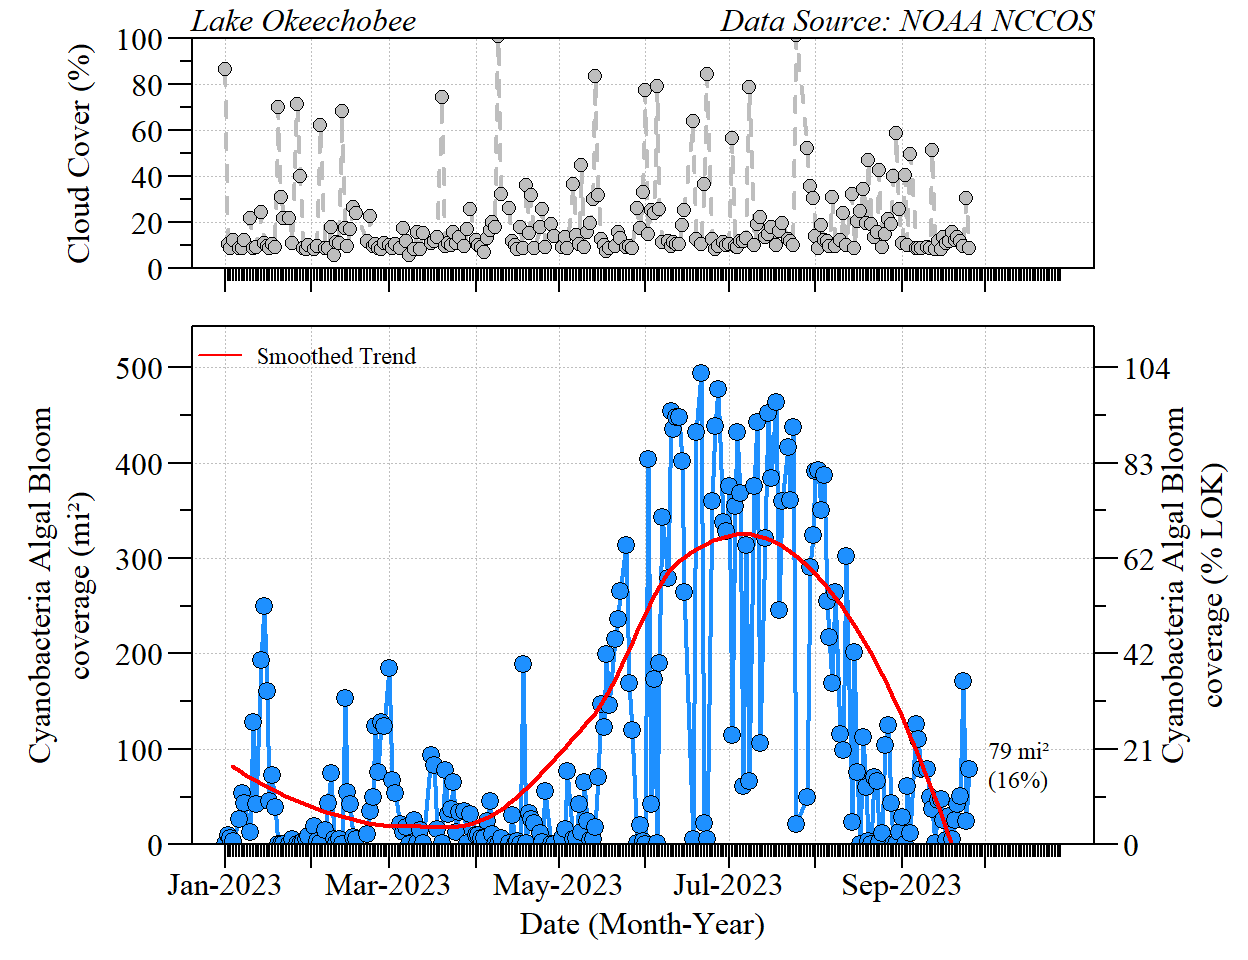 Lake Okeechobee
Data Source: NOAA NCCOS
Cloud Cover (%)
100
80
60
40
20
0
Cyanobacteria Algal Bloom
coverage (mi²)
500
400
300
200
100
0
Smoothed Trend
79 mi²
(16%)
104
83
62
42
21
0
Cyanobacteria Algal Bloom
coverage (% LOK)
Jan-2023
Mar-2023
May-2023
Jul-2023
Sep-2023
Date (Month-Year)